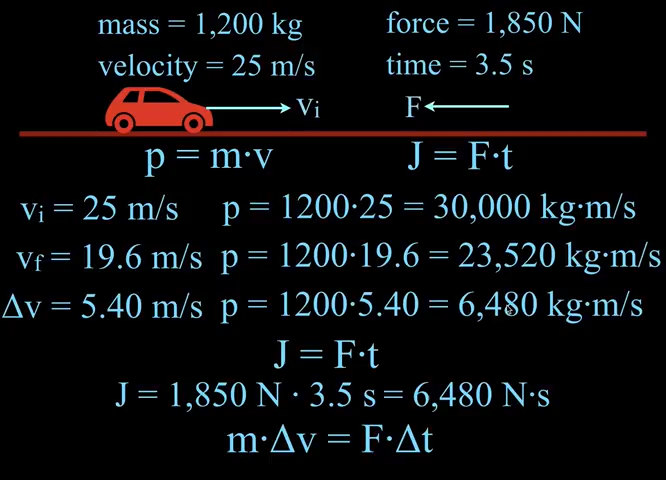 mass = 1,200 kg force = 1,850 N
velocity = 25 m/s time = 3.5 s
vᵢ F
p = m·v J = F·t
vᵢ = 25 m/s p = 1200·25 = 30,000 kg·m/s
v_f = 19.6 m/s p = 1200·19.6 = 23,520 kg·m/s
Δv = 5.40 m/s p = 1200·5.40 = 6,480 kg·m/s
J = F·t
J = 1,850 N · 3.5 s = 6,480 N·s
m·Δv = F·Δt